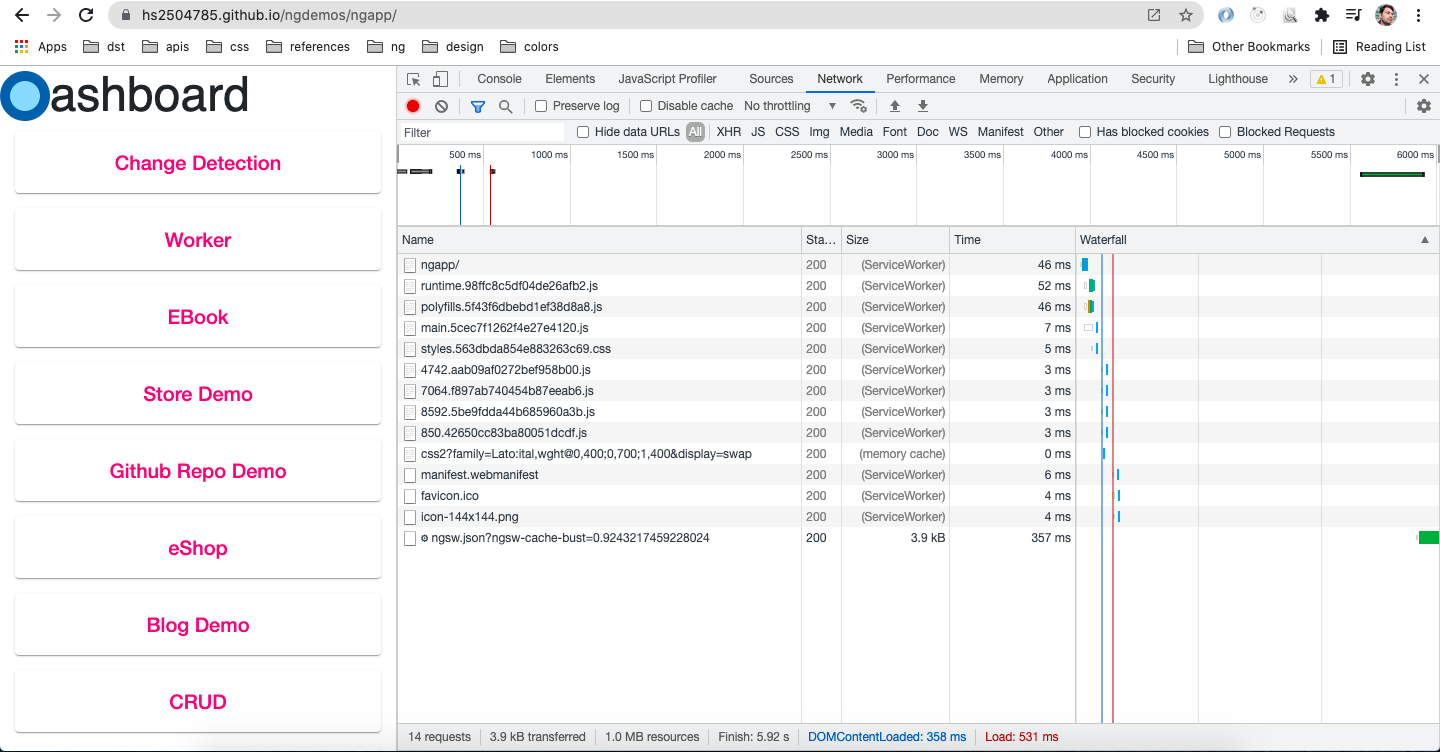 hs2504785.github.io/ngdemos/ngapp/
Apps dst apis css references ng design colors Other Bookmarks Reading List
ashboard
Change Detection
Worker
EBook
Store Demo
Github Repo Demo
eShop
Blog Demo
CRUD
Console Elements JavaScript Profiler Sources Network Performance Memory Application Security Lighthouse » 1
Preserve log Disable cache No throttling
Filter Hide data URLs All XHR JS CSS Img Media Font Doc WS Manifest Other Has blocked cookies Blocked Requests
500 ms 1000 ms 1500 ms 2000 ms 2500 ms 3000 ms 3500 ms 4000 ms 4500 ms 5000 ms 5500 ms 6000 ms
Name Sta… Size Time Waterfall
ngapp/ 200 (ServiceWorker) 46 ms
runtime.98ffc8c5df04de26afb2.js 200 (ServiceWorker) 52 ms
polyfills.5f43f6dbebd1ef38d8a8.js 200 (ServiceWorker) 46 ms
main.5cec7f1262f4e27e4120.js 200 (ServiceWorker) 7 ms
styles.563dbda854e883263c69.css 200 (ServiceWorker) 5 ms
4742.aab09af0272bef958b00.js 200 (ServiceWorker) 3 ms
7064.f897ab740454b87eeab6.js 200 (ServiceWorker) 3 ms
8592.5be9fdda44b685960a3b.js 200 (ServiceWorker) 3 ms
850.42650cc83ba80051dcdf.js 200 (ServiceWorker) 3 ms
css2?family=Lato:ital,wght@0,400;0,700;1,400&display=swap 200 (memory cache) 0 ms
manifest.webmanifest 200 (ServiceWorker) 6 ms
favicon.ico 200 (ServiceWorker) 4 ms
icon-144x144.png 200 (ServiceWorker) 4 ms
ngsw.json?ngsw-cache-bust=0.9243217459228024 200 3.9 kB 357 ms
14 requests 3.9 kB transferred 1.0 MB resources Finish: 5.92 s DOMContentLoaded: 358 ms Load: 531 ms